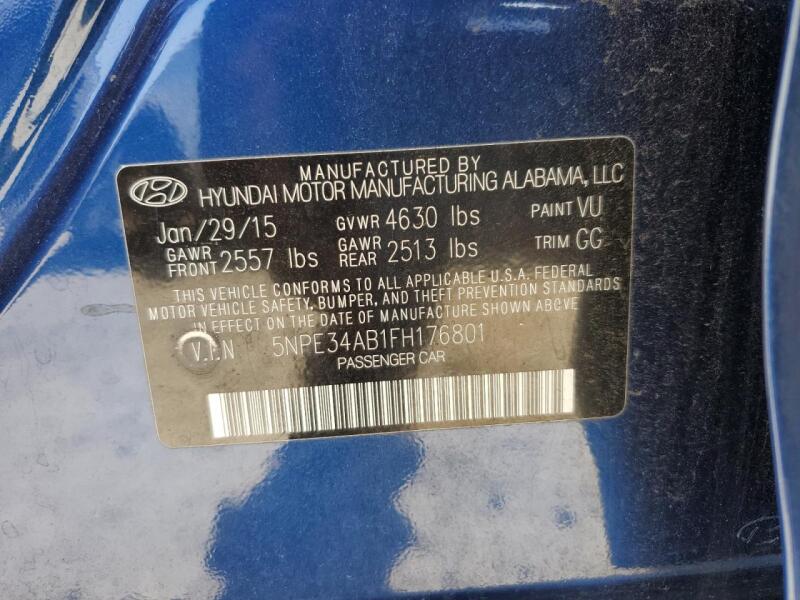 MANUFACTURED BY
HYUNDAI MOTOR MANUFACTURING ALABAMA, LLC
Jan/29/15 GVWR 4630 lbs PAINT VU
GAWR FRONT 2557 lbs GAWR REAR 2513 lbs TRIM GG
THIS VEHICLE CONFORMS TO ALL APPLICABLE U.S.A. FEDERAL
MOTOR VEHICLE SAFETY, BUMPER, AND THEFT PREVENTION STANDARDS
IN EFFECT ON THE DATE OF MANUFACTURE SHOWN ABOVE.
V.I.N 5NPE34AB1FH176801
PASSENGER CAR